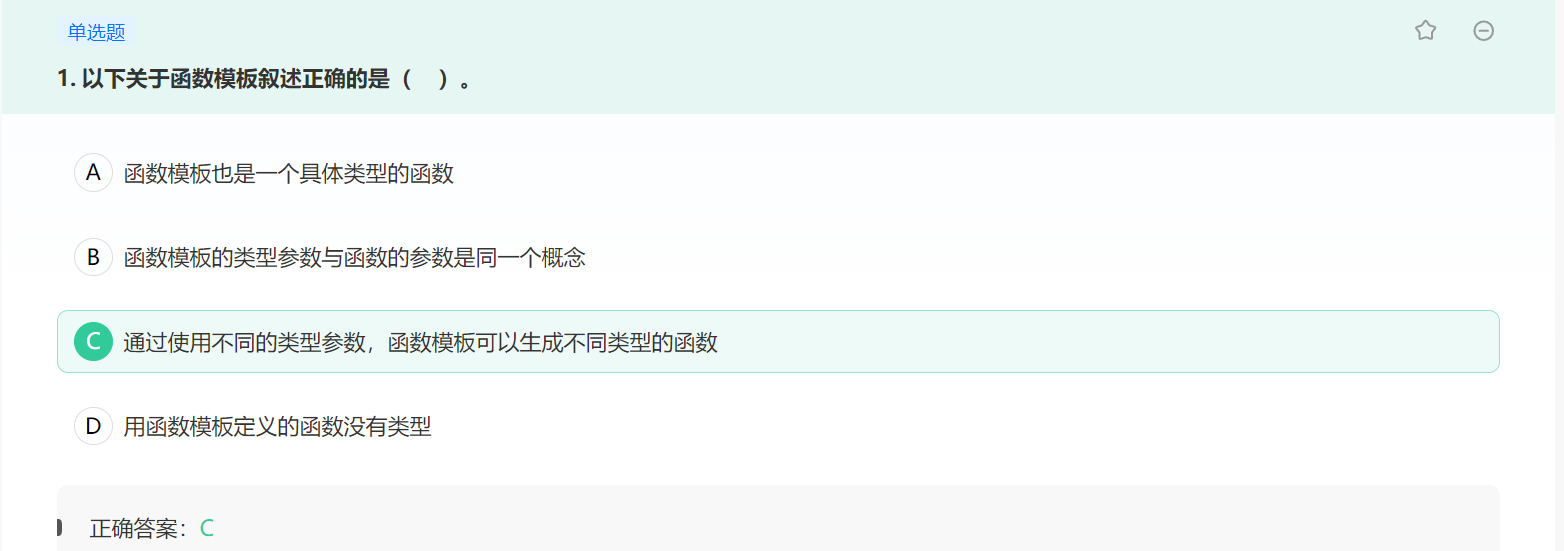 单选题
1. 以下关于函数模板叙述正确的是（　）。
A 函数模板也是一个具体类型的函数
B 函数模板的类型参数与函数的参数是同一个概念
C 通过使用不同的类型参数，函数模板可以生成不同类型的函数
D 用函数模板定义的函数没有类型
正确答案：C